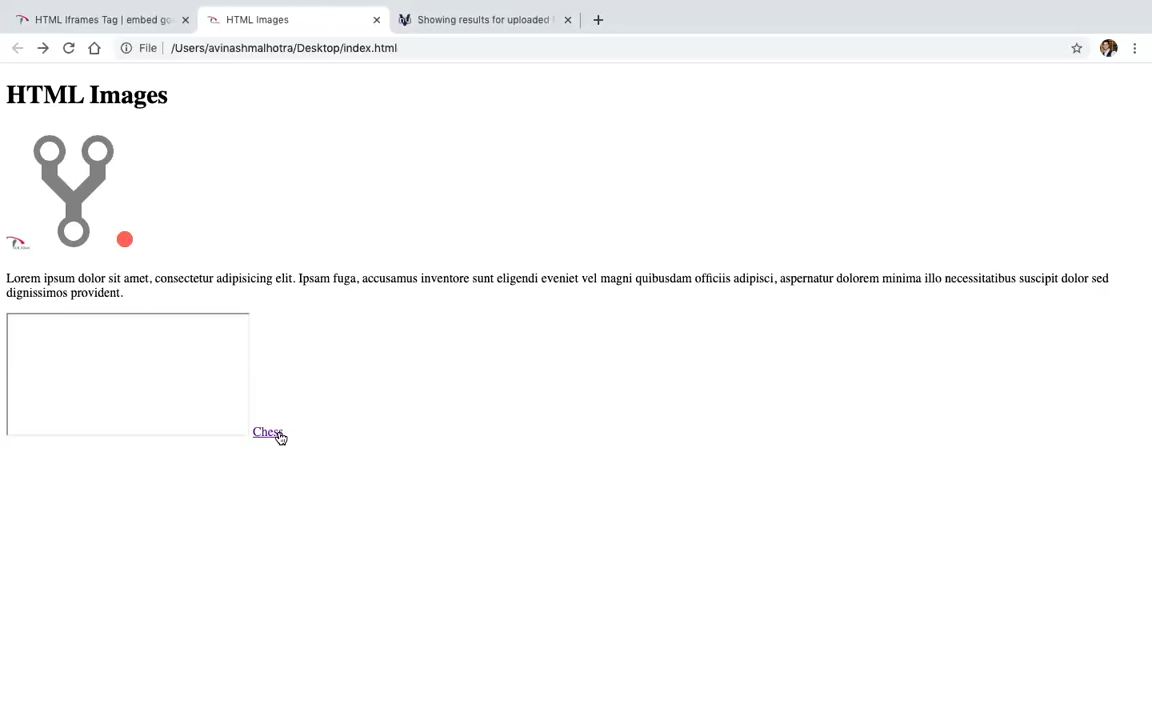 HTML Iframes Tag | embed go
HTML Images
Showing results for uploaded
File
/Users/avinashmalhotra/Desktop/index.html
HTML Images
Lorem ipsum dolor sit amet, consectetur adipisicing elit. Ipsam fuga, accusamus inventore sunt eligendi eveniet vel magni quibusdam officiis adipisci, aspernatur dolorem minima illo necessitatibus suscipit dolor sed
dignissimos provident.
Chess